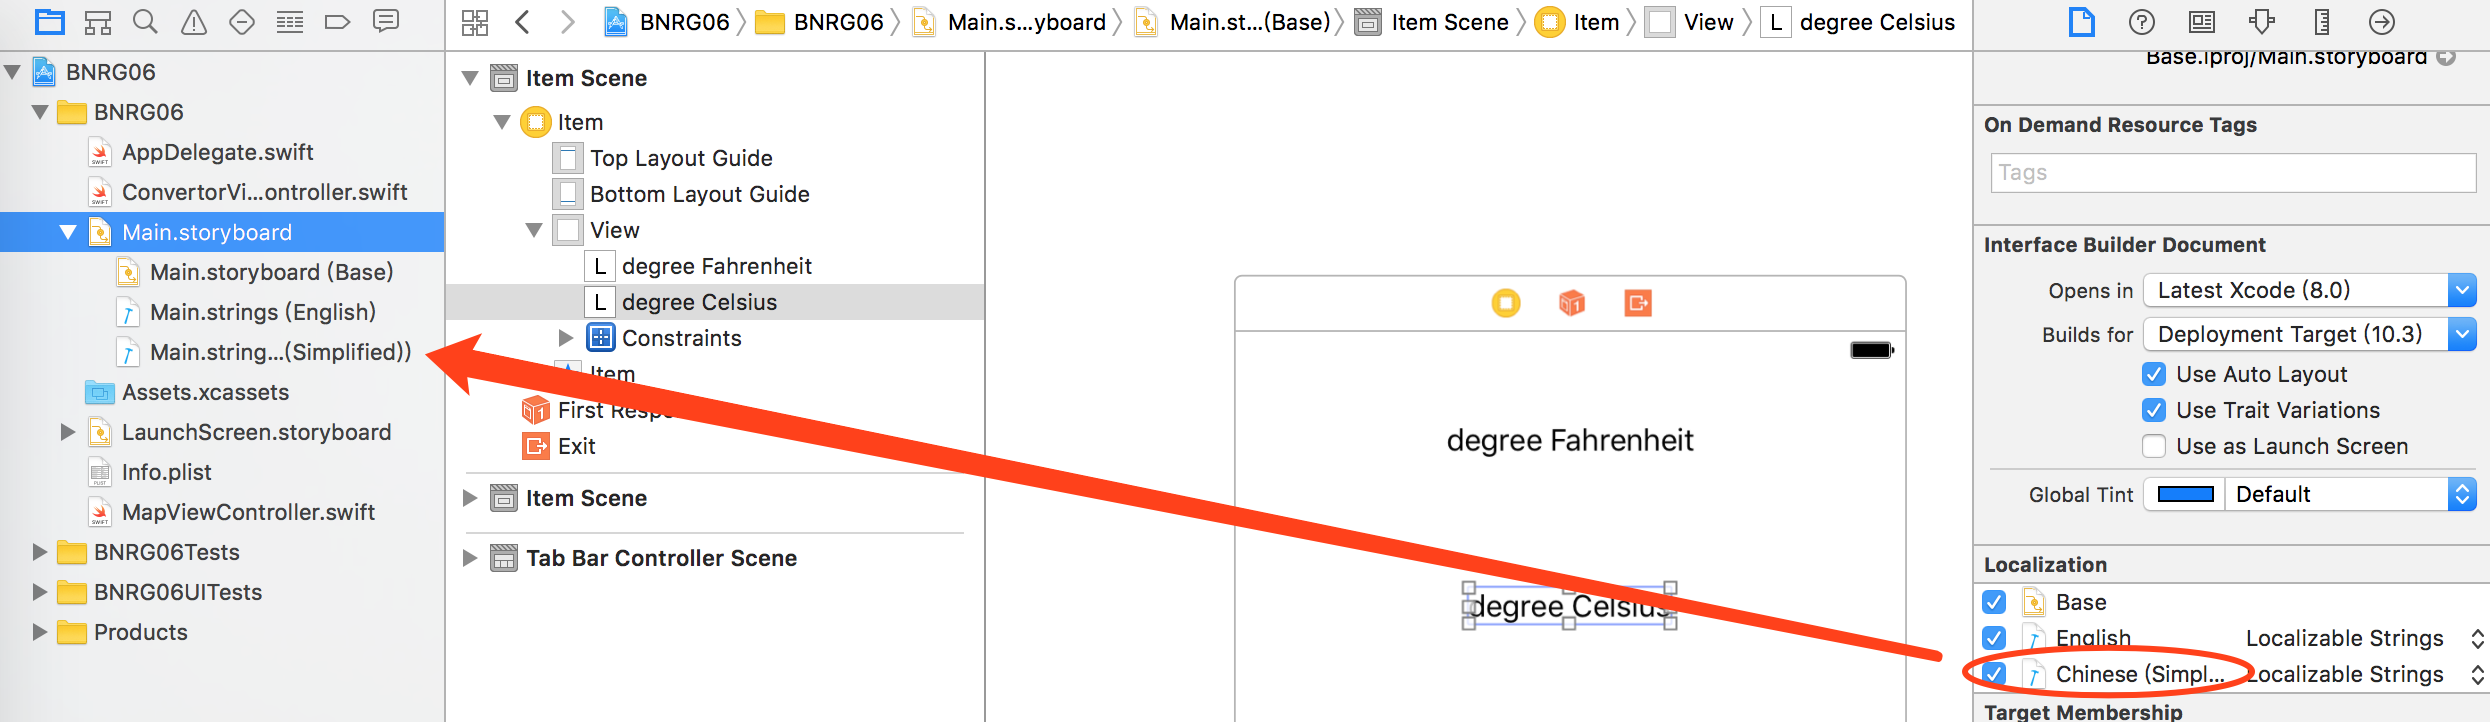 BNRG06
BNRG06
AppDelegate.swift
ConvertorVi...ontroller.swift
Main.storyboard
Main.storyboard (Base)
Main.strings (English)
Main.string...(Simplified))
Assets.xcassets
LaunchScreen.storyboard
Info.plist
MapViewController.swift
BNRG06Tests
BNRG06UITests
Products
BNRG06 BNRG06 Main.s...yboard Main.st...(Base) Item Scene Item View L degree Celsius
Item Scene
Item
Top Layout Guide
Bottom Layout Guide
View
L degree Fahrenheit
L degree Celsius
Constraints
Item
First Respo
Exit
Item Scene
Tab Bar Controller Scene
degree Fahrenheit
degree Celsius
Base.lproj/Main.storyboard
On Demand Resource Tags
Tags
Interface Builder Document
Opens in Latest Xcode (8.0)
Builds for Deployment Target (10.3)
Use Auto Layout
Use Trait Variations
Use as Launch Screen
Global Tint Default
Localization
Base
English Localizable Strings
Chinese (Simpl... Localizable Strings
Target Membership